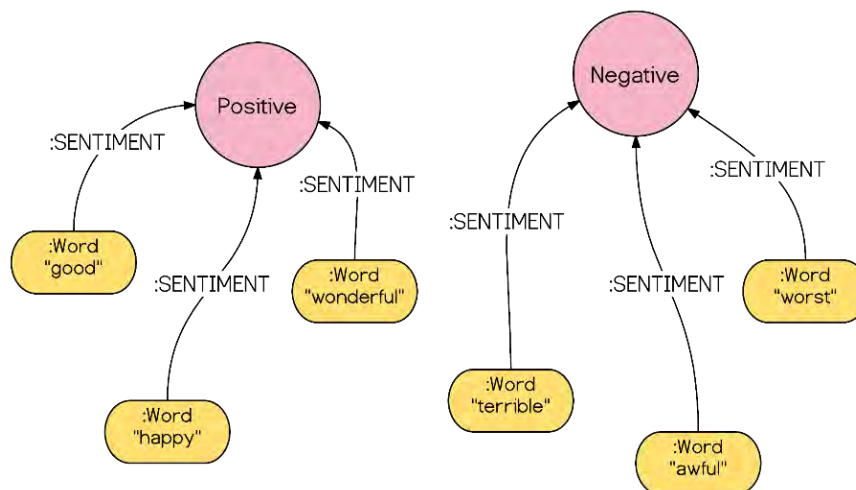 Positive
:SENTIMENT
:SENTIMENT
:SENTIMENT
:Word
"good"
:Word
"wonderful"
:Word
"happy"
Negative
:SENTIMENT
:SENTIMENT
:SENTIMENT
:Word
"worst"
:Word
"terrible"
:Word
"awful"